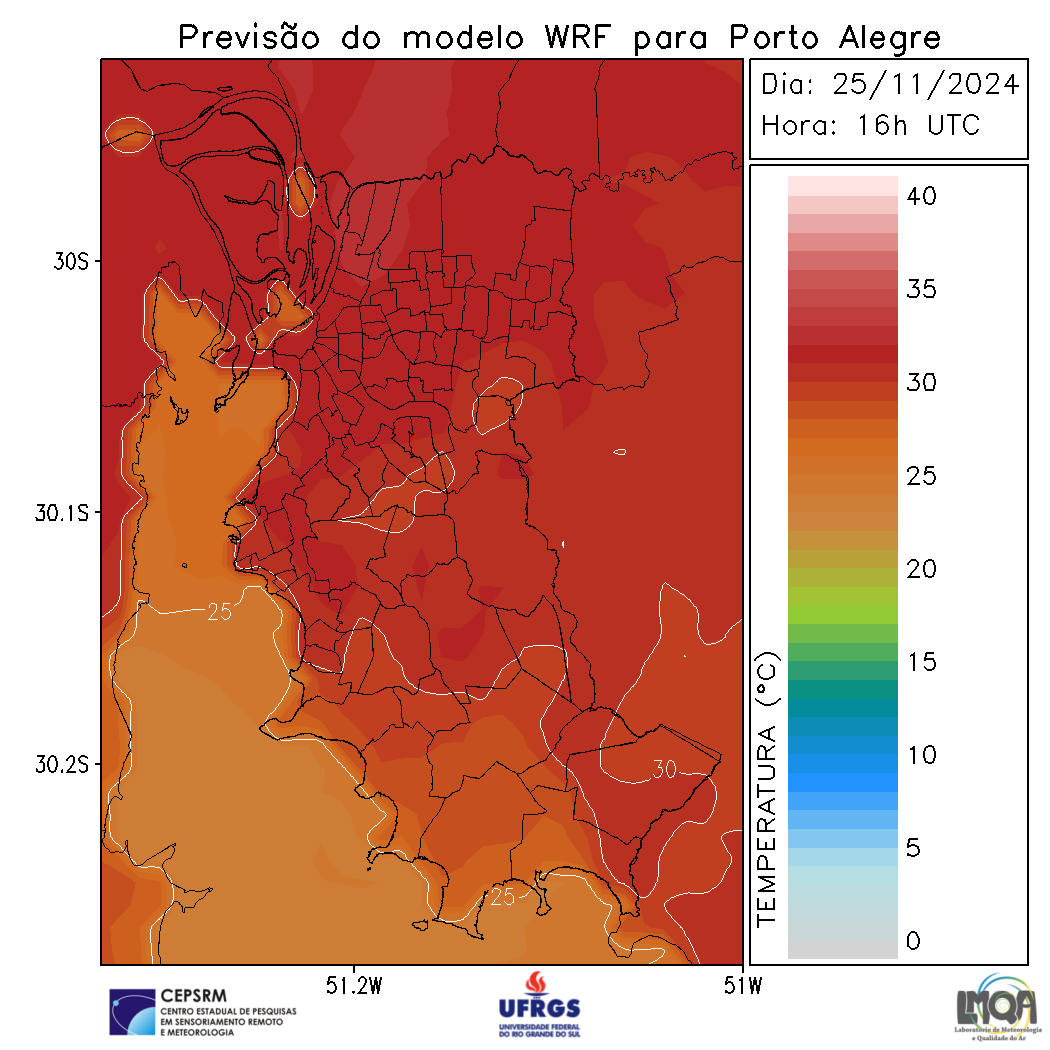 Previsão do modelo WRF para Porto Alegre
Dia: 25/11/2024
Hora: 16h UTC
40
35
30
25
20
15
10
5
0
TEMPERATURA (°C)
30S
30.1S
30.2S
51.2W
51W
25
30
25
CEPSRM
CENTRO ESTADUAL DE PESQUISAS
EM SENSORIAMENTO REMOTO
E METEOROLOGIA
UFRGS
UNIVERSIDADE FEDERAL
DO RIO GRANDE DO SUL
LMQA
Laboratório de Meteorologia
e Qualidade do Ar